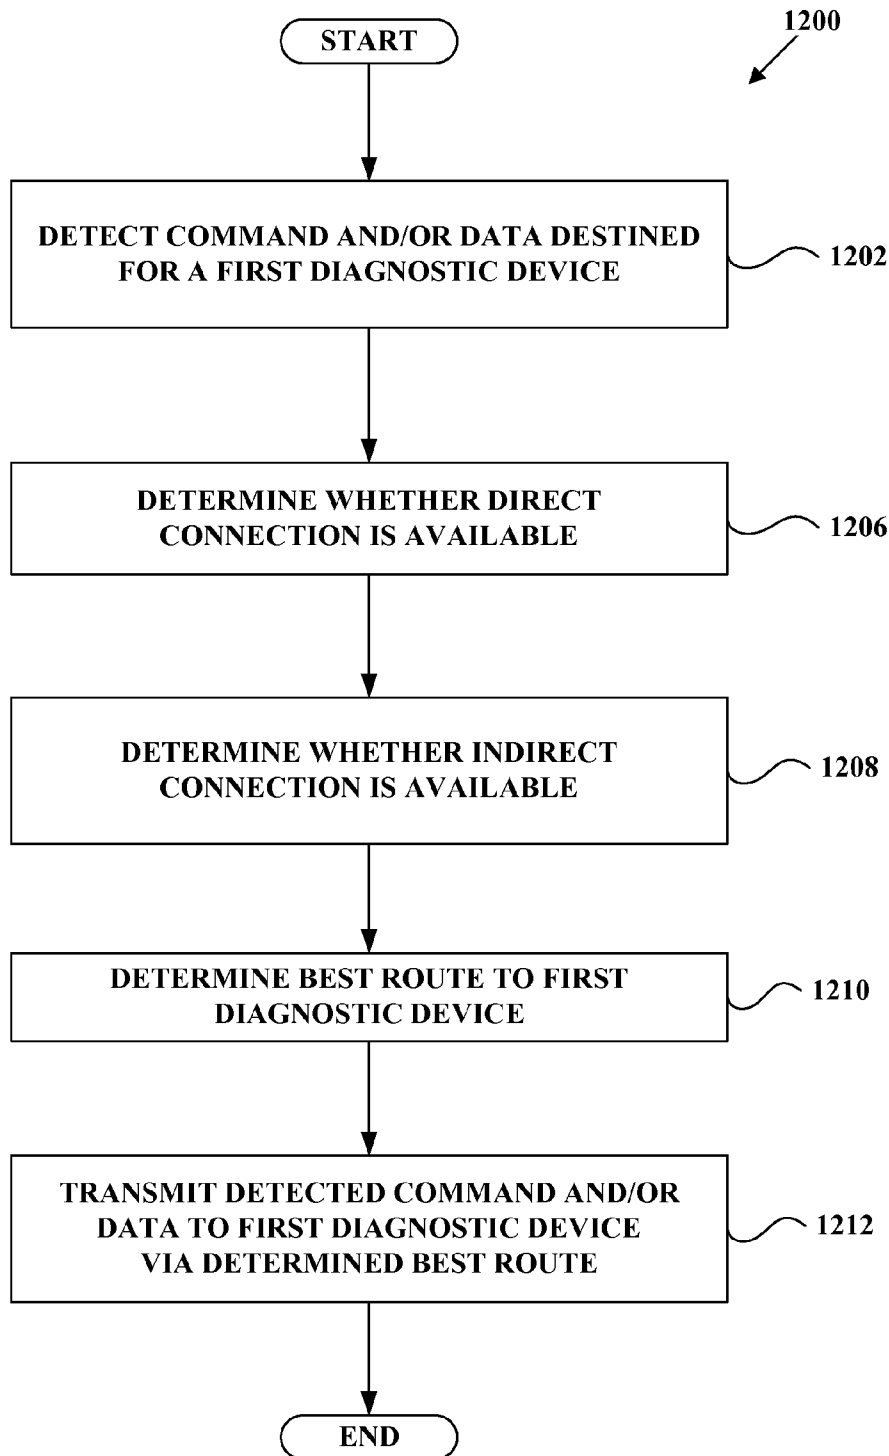 START
1200
DETECT COMMAND AND/OR DATA DESTINED
FOR A FIRST DIAGNOSTIC DEVICE
1202
DETERMINE WHETHER DIRECT
CONNECTION IS AVAILABLE
1206
DETERMINE WHETHER INDIRECT
CONNECTION IS AVAILABLE
1208
DETERMINE BEST ROUTE TO FIRST
DIAGNOSTIC DEVICE
1210
TRANSMIT DETECTED COMMAND AND/OR
DATA TO FIRST DIAGNOSTIC DEVICE
VIA DETERMINED BEST ROUTE
1212
END